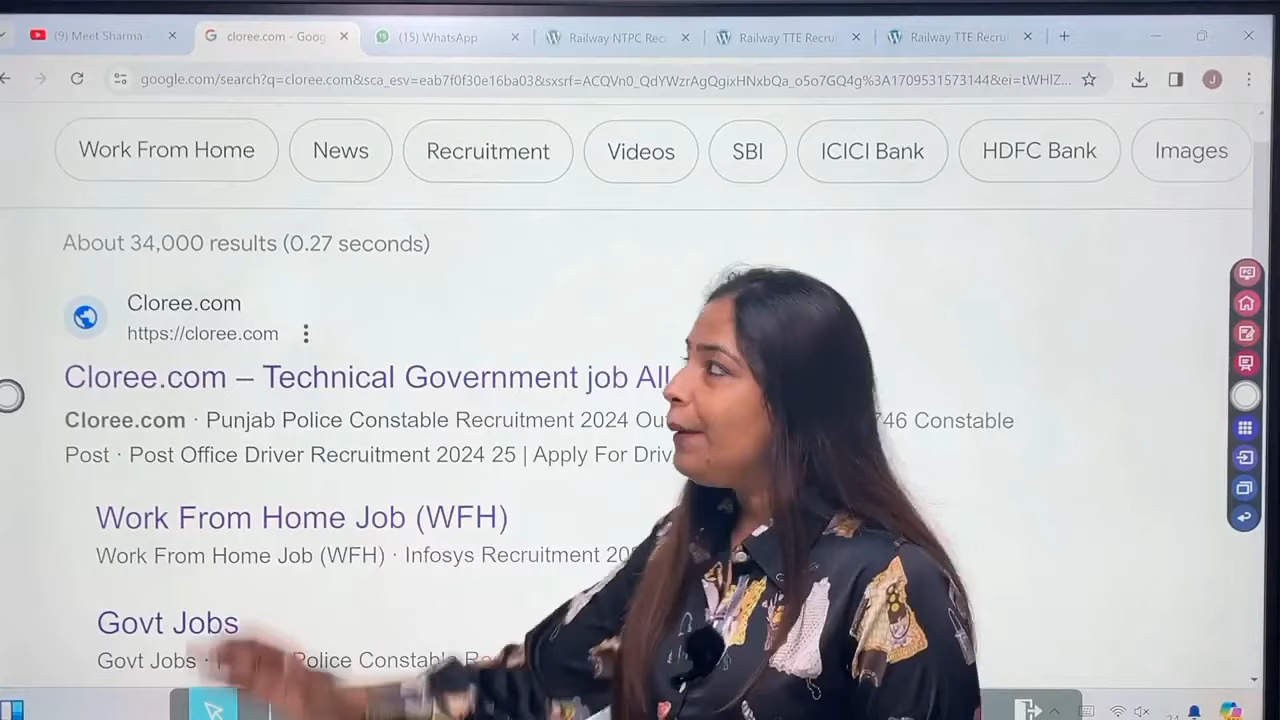 (9) Meet Sharma
cloree.com - Goog
(15) WhatsApp
Railway NTPC Rec
Railway TTE Recru
Railway TTE Recrui
google.com/search?q=cloree.com&sca_esv=eab7f0f30e16ba03&sxsrf=ACQVn0_QdYWzrAgQgixHNxbQa_o5o7GQ4g%3A1709531573144&ei=tWHlZ...
J
Work From Home
News
Recruitment
Videos
SBI
ICICI Bank
HDFC Bank
Images
About 34,000 results (0.27 seconds)
Cloree.com
https://cloree.com
Cloree.com – Technical Government job All
Cloree.com · Punjab Police Constable Recruitment 2024 Out 746 Constable
Post · Post Office Driver Recruitment 2024 25 | Apply For Driv
Work From Home Job (WFH)
Work From Home Job (WFH) · Infosys Recruitment 20
Govt Jobs
Govt Jobs · Police Constable